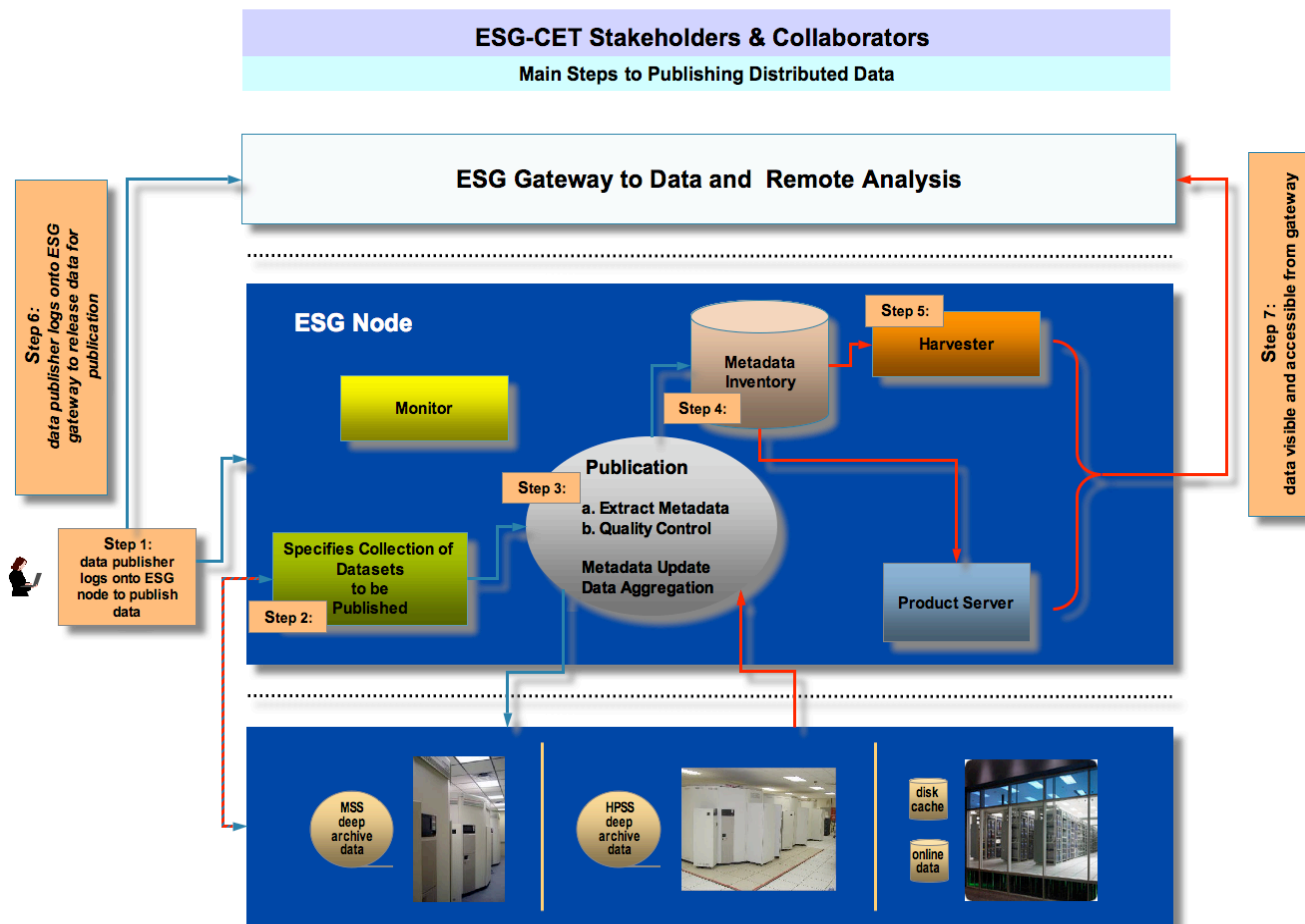 ESG-CET Stakeholders & Collaborators
Main Steps to Publishing Distributed Data
ESG Gateway to Data and Remote Analysis
Step 6:
data publisher logs onto ESG
gateway to release data for
publication
Step 7:
data visible and accessible from gateway
ESG Node
Step 5:
Harvester
Metadata
Inventory
Step 4:
Monitor
Publication
Step 3:
a. Extract Metadata
b. Quality Control
Metadata Update
Data Aggregation
Step 1:
data publisher
logs onto ESG
node to publish
data
Specifies Collection of
Datasets
to be
Published
Step 2:
Product Server
MSS
deep
archive
data
HPSS
deep
archive
data
disk
cache
online
data